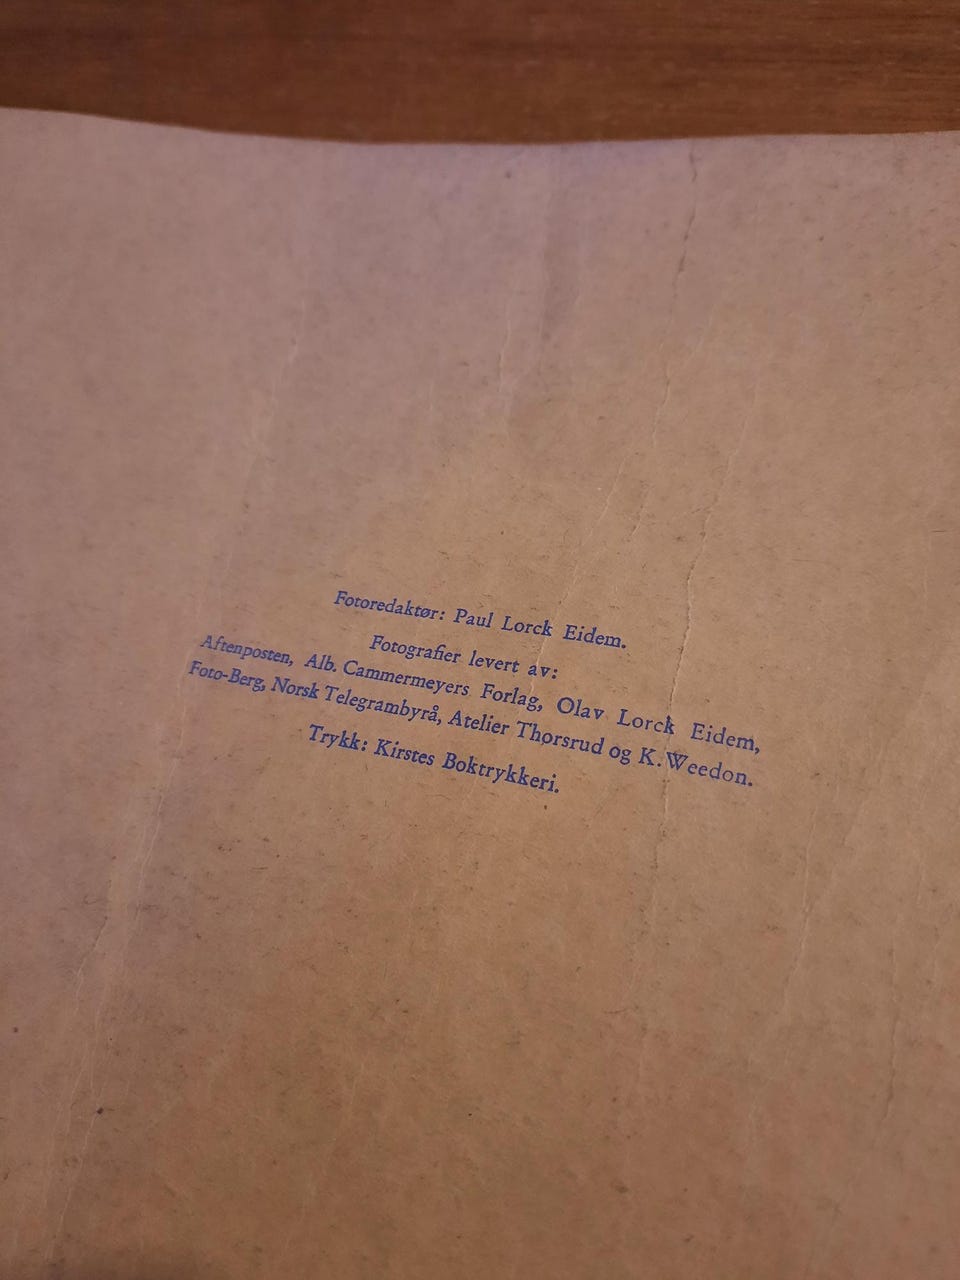 Fotoredaktør: Paul Lorck Eidem.
Fotografier levert av:
Aftenposten, Alb. Cammermeyers Forlag, Olav Lorck Eidem,
Foto-Berg, Norsk Telegrambyrå, Atelier Thorsrud og K. Weedon.
Trykk: Kirstes Boktrykkeri.